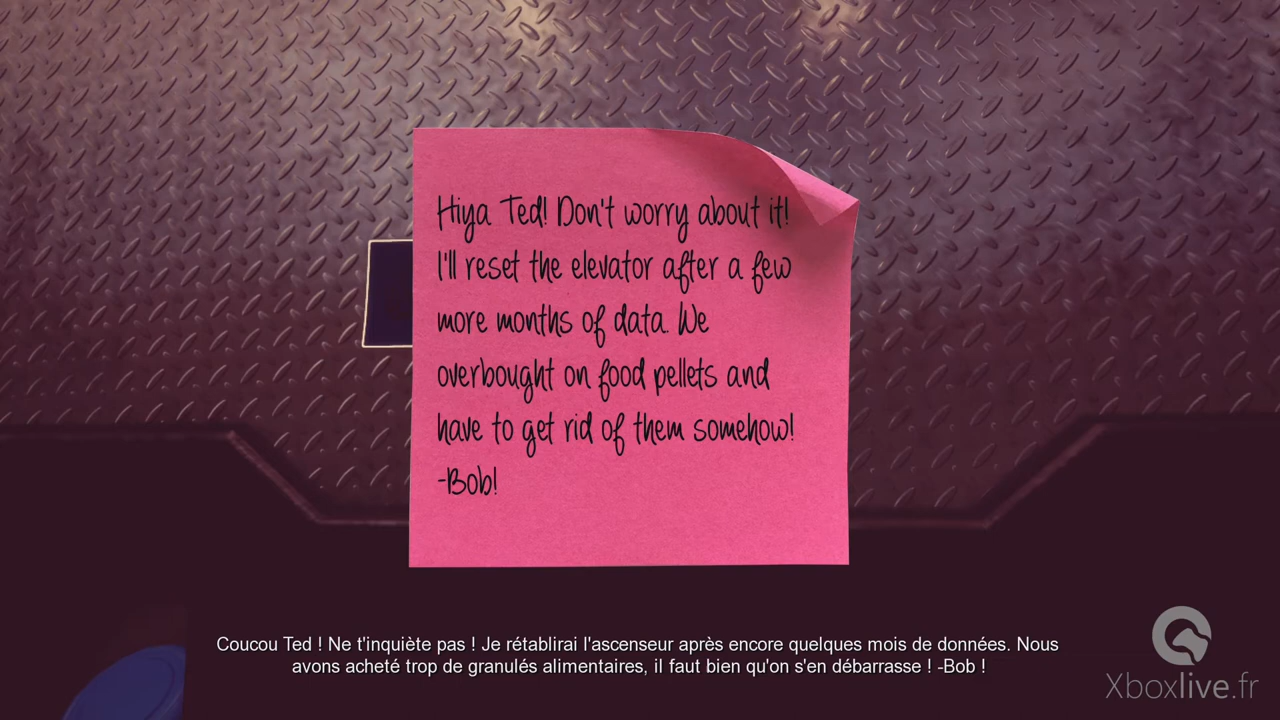 Hiya Ted! Don't worry about it!
I'll reset the elevator after a few
more months of data. We
overbought on food pellets and
have to get rid of them somehow!
-Bob!
Coucou Ted ! Ne t'inquiète pas ! Je rétablirai l'ascenseur après encore quelques mois de données. Nous
avons acheté trop de granulés alimentaires, il faut bien qu'on s'en débarrasse ! -Bob !
Xboxlive.fr